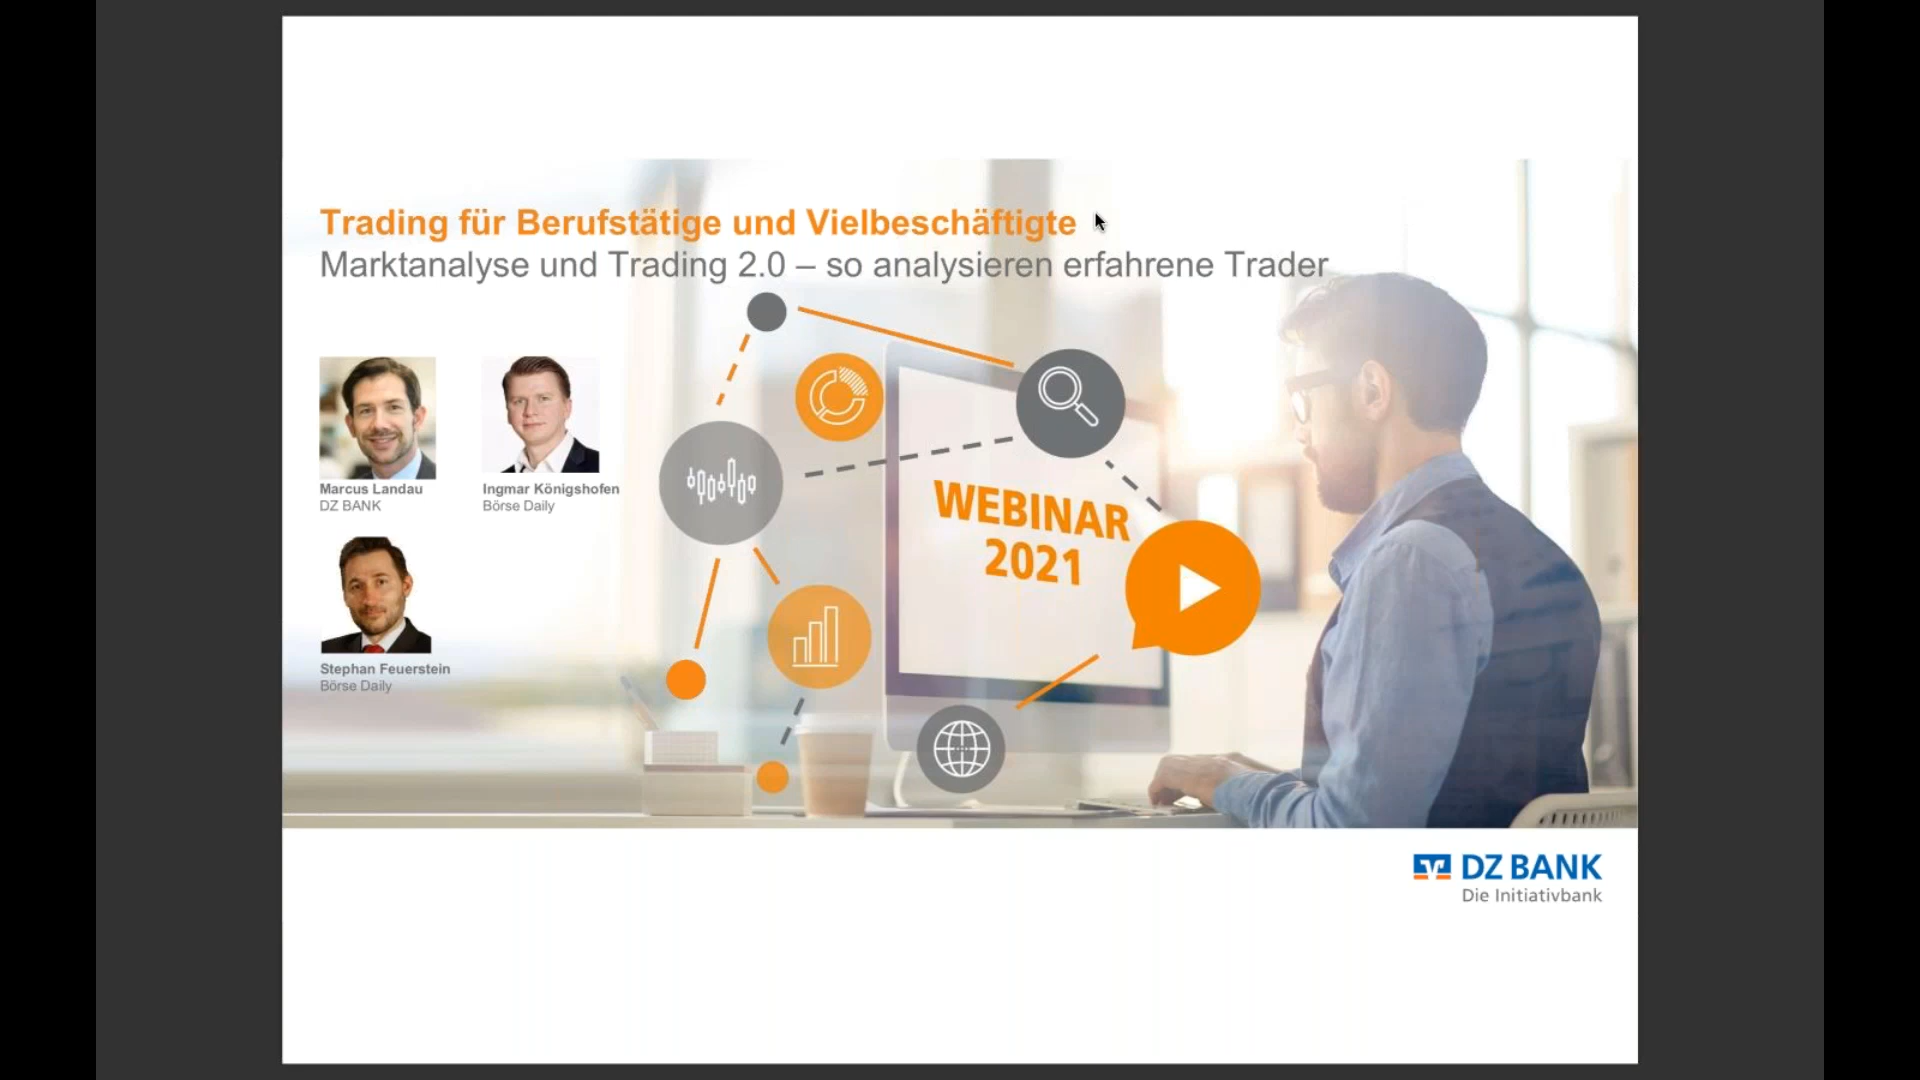 Trading für Berufstätige und Vielbeschäftigte
Marktanalyse und Trading 2.0 – so analysieren erfahrene Trader
Marcus Landau
DZ BANK
Ingmar Königshofen
Börse Daily
Stephan Feuerstein
Börse Daily
WEBINAR
2021
DZ BANK
Die Initiativbank